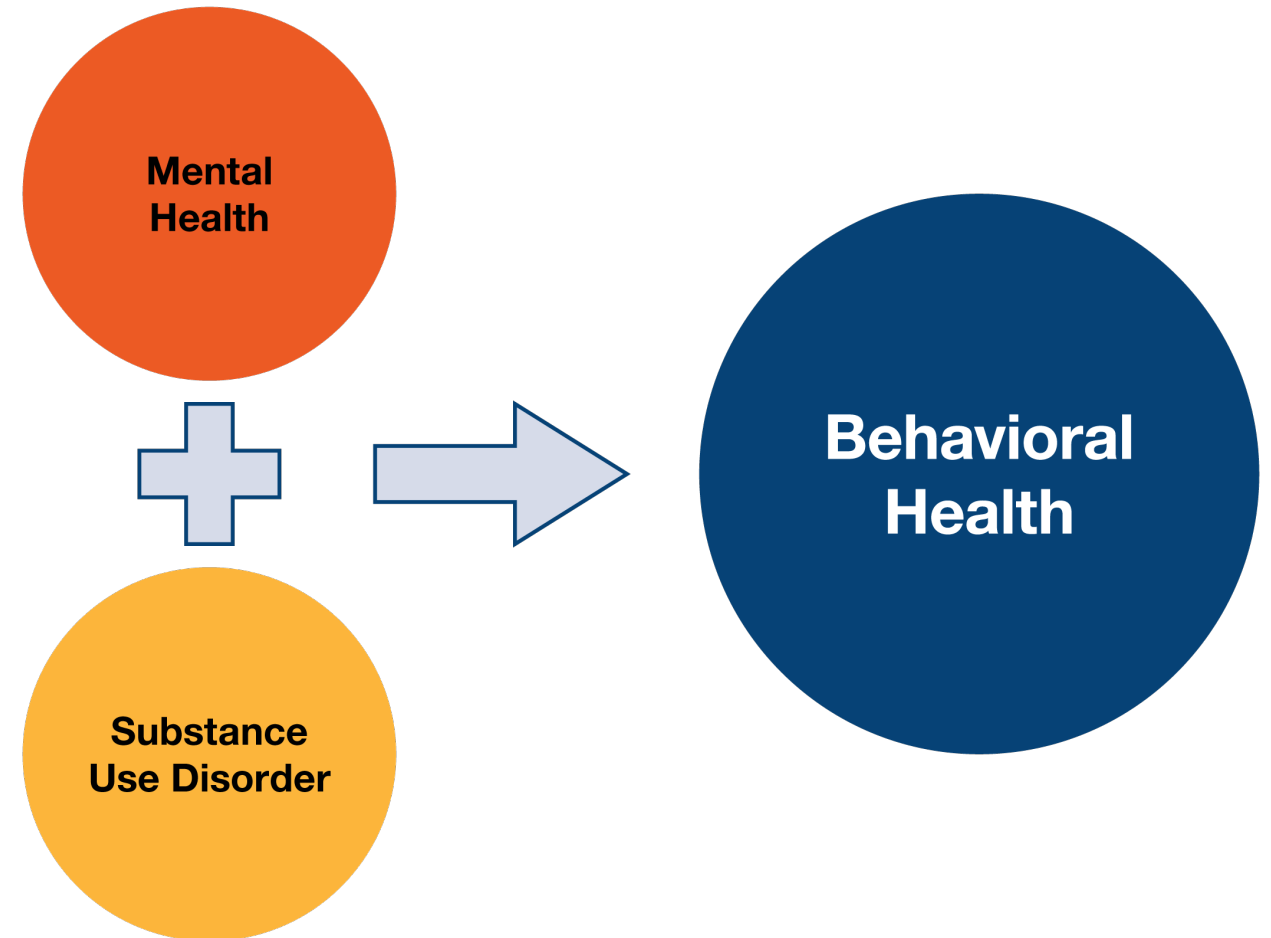 Mental
Health
Substance
Use Disorder
Behavioral
Health